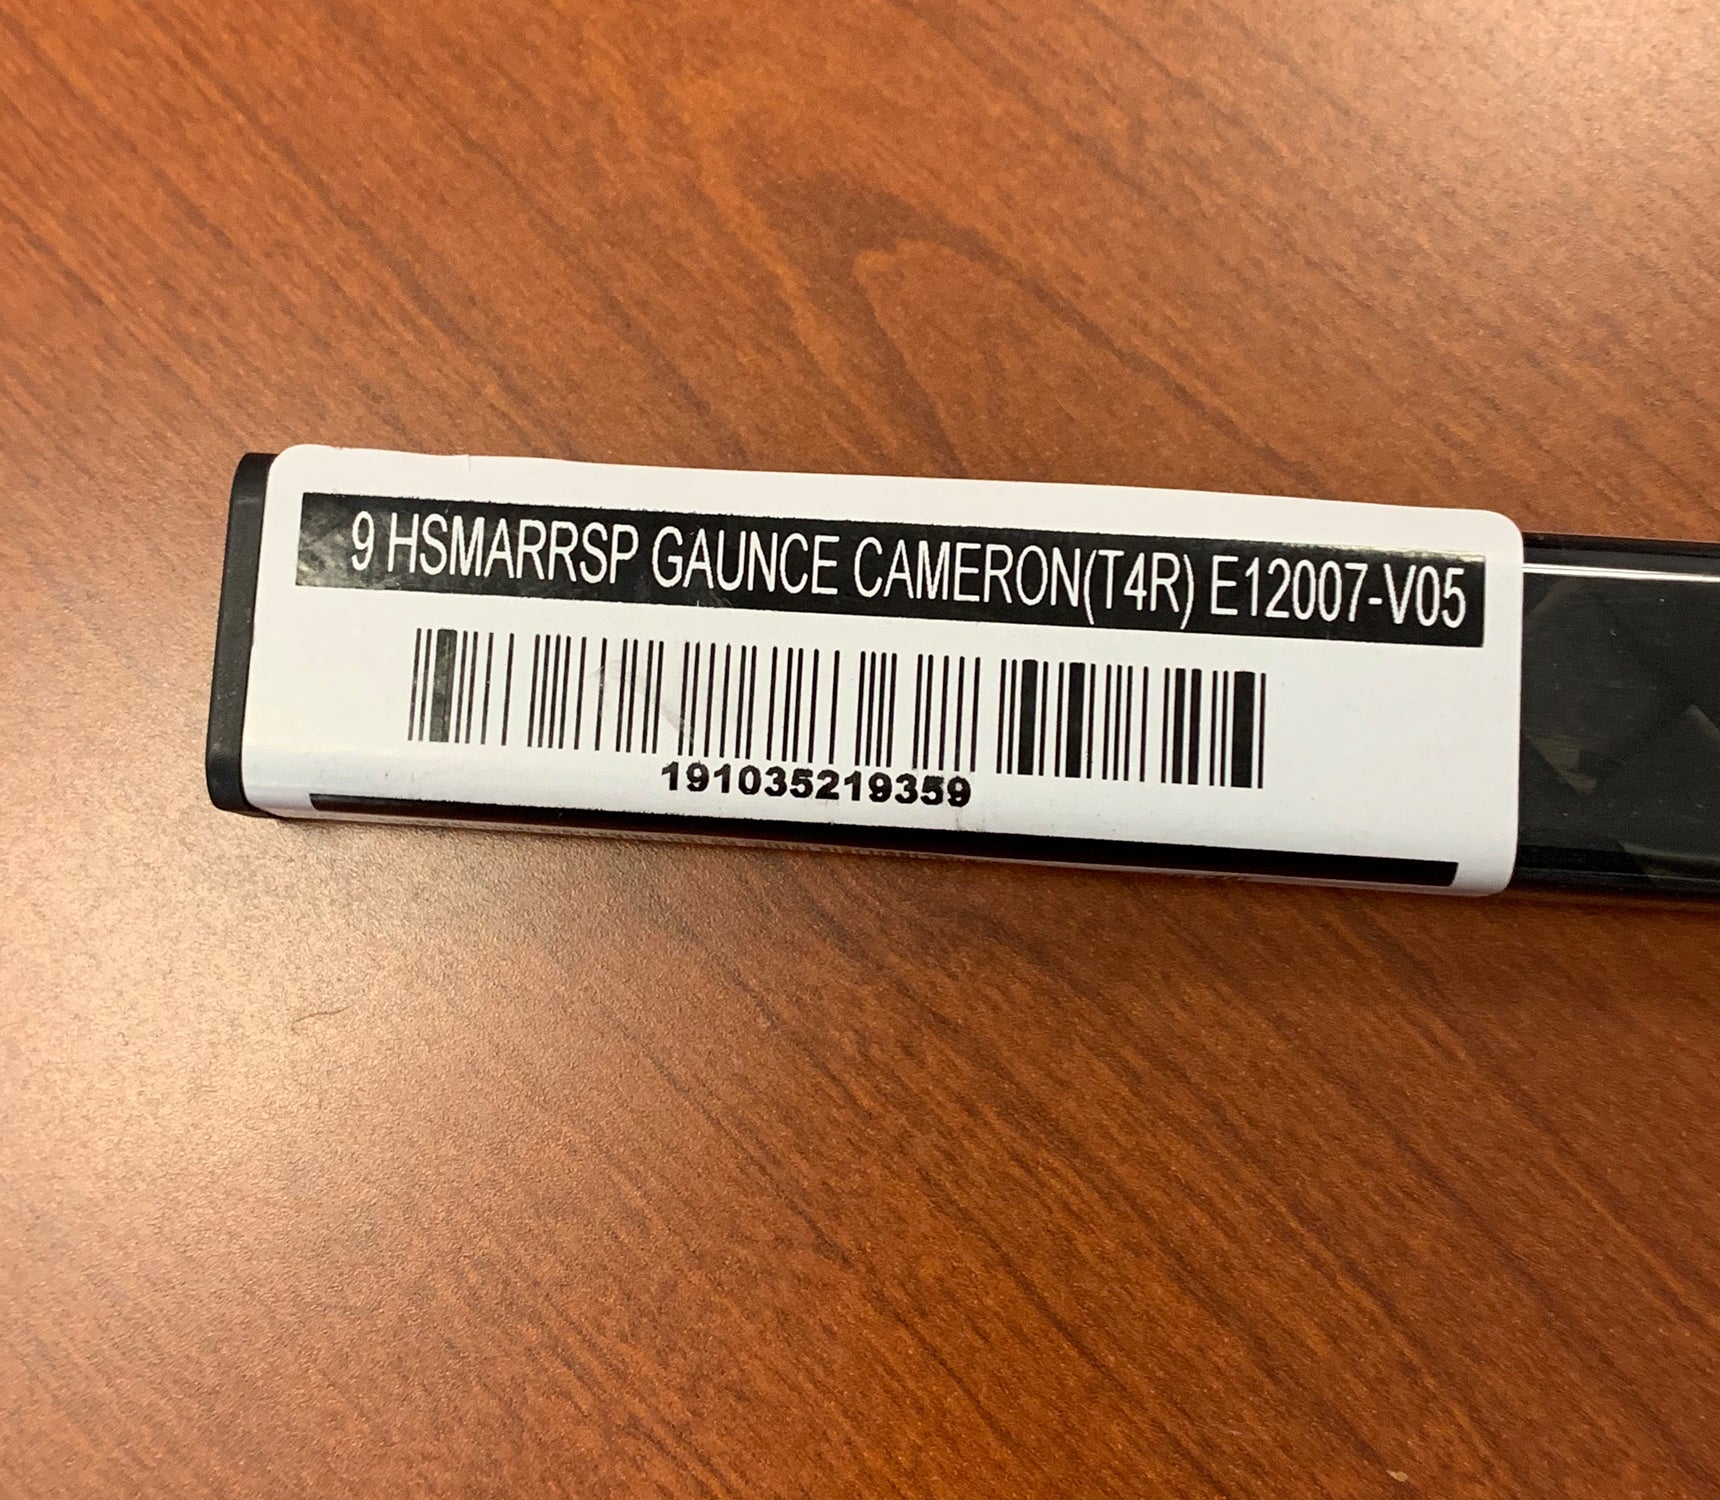 9 HSMARRSP GAUNCE CAMERON(T4R) E12007-V05
191035219359